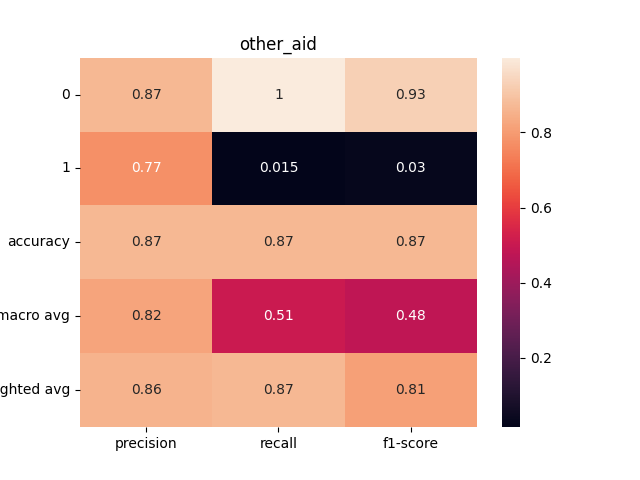 other_aid
0 0.87 1 0.93
1 0.77 0.015 0.03
accuracy 0.87 0.87 0.87
macro avg 0.82 0.51 0.48
ghted avg 0.86 0.87 0.81
precision recall f1-score
0.8
0.6
0.4
0.2